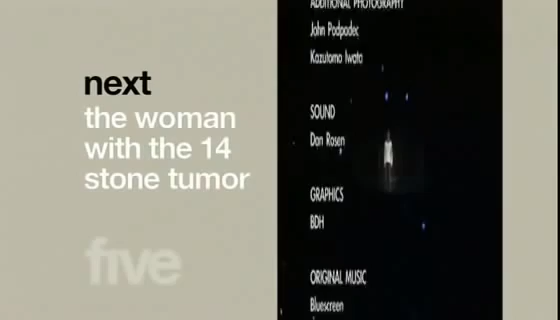 next
the woman
with the 14
stone tumor
five
ADDITIONAL PHOTOGRAPHY
John Podpadec
Kazutomo Iwata
SOUND
Dan Rosen
GRAPHICS
BDH
ORIGINAL MUSIC
Bluescreen